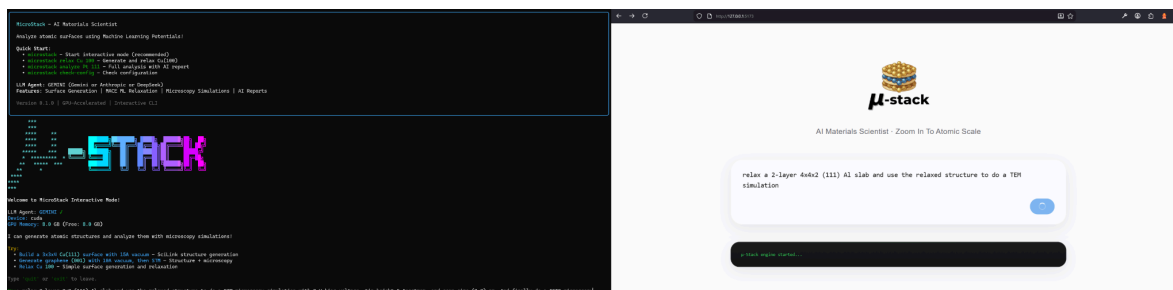 MicroStack - AI Materials Scientist
Analyze atomic surfaces using Machine Learning Potentials!
Quick Start:
• microstack - Start interactive mode (recommended)
• microstack relax Cu 100 - Generate and relax Cu(100)
• microstack analyze Pt 111 - Full analysis with AI report
• microstack check-config - Check configuration
LLM Agent: GEMINI (Gemini or Anthropic or DeepSeek)
Features: Surface Generation | MACE ML Relaxation | Microscopy Simulations | AI Reports
Version 0.1.0 | GPU-Accelerated | Interactive CLI
μ-STACK
Welcome to MicroStack Interactive Mode!
LLM Agent: GEMINI ✓
Device: cuda
GPU Memory: 8.0 GB (Free: 8.0 GB)
I can generate atomic structures and analyze them with microscopy simulations!
Try:
• Build a 3x3x4 Cu(111) surface with 10A vacuum - SciLink structure generation
• Generate graphene (001) with 10A vacuum, then STM - Structure + microscopy
• Relax Cu 100 - Simple surface generation and relaxation
Type 'quit' or 'exit' to leave.
μ-stack
AI Materials Scientist · Zoom In To Atomic Scale
relax a 2-layer 4x4x2 (111) Al slab and use the relaxed structure to do a TEM
simulation
μ-stack engine started...